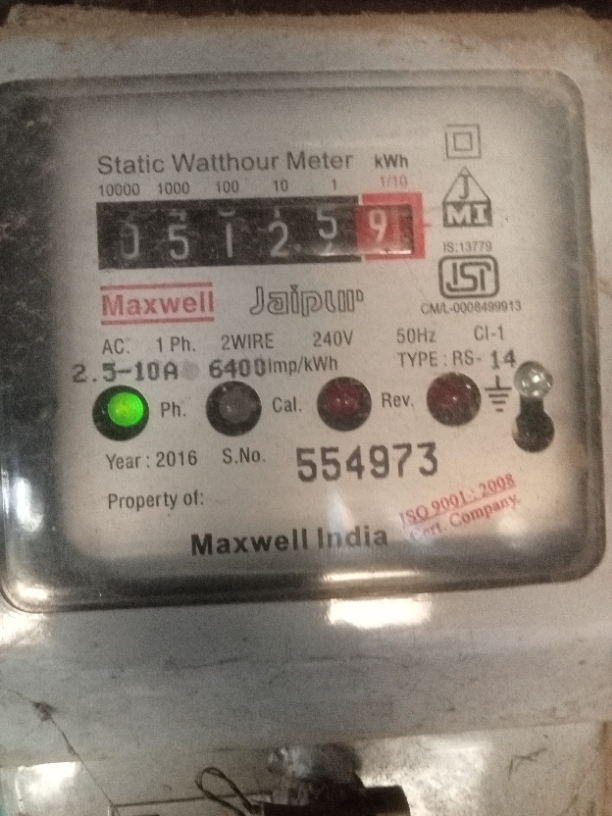 Static Watthour Meter kWh
10000 1000 100 10 1 1/10
0 5 1 2 5 9
J
MI
IS:13779
ISI
CM/L-0008499913
Maxwell Jaipur
AC. 1 Ph. 2WIRE 240V 50Hz Cl-1
2.5-10A 6400imp/kWh TYPE : RS- 14
Ph. Cal. Rev.
Year : 2016 S.No. 554973
Property of:
ISO 9001 : 2008
Cert. Company.
Maxwell India